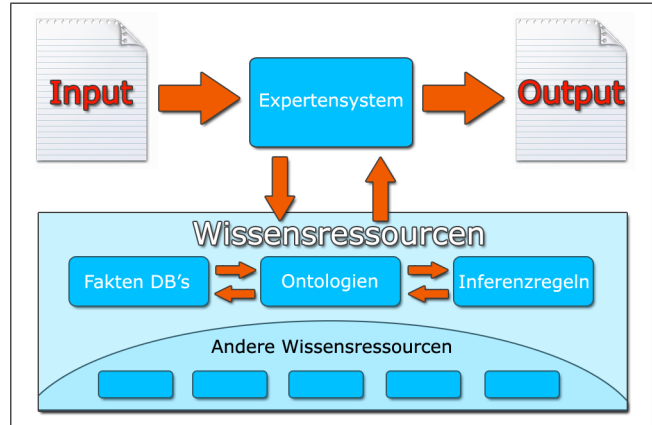 Input
Expertensystem
Output
Wissensressourcen
Fakten DB's
Ontologien
Inferenzregeln
Andere Wissensressourcen